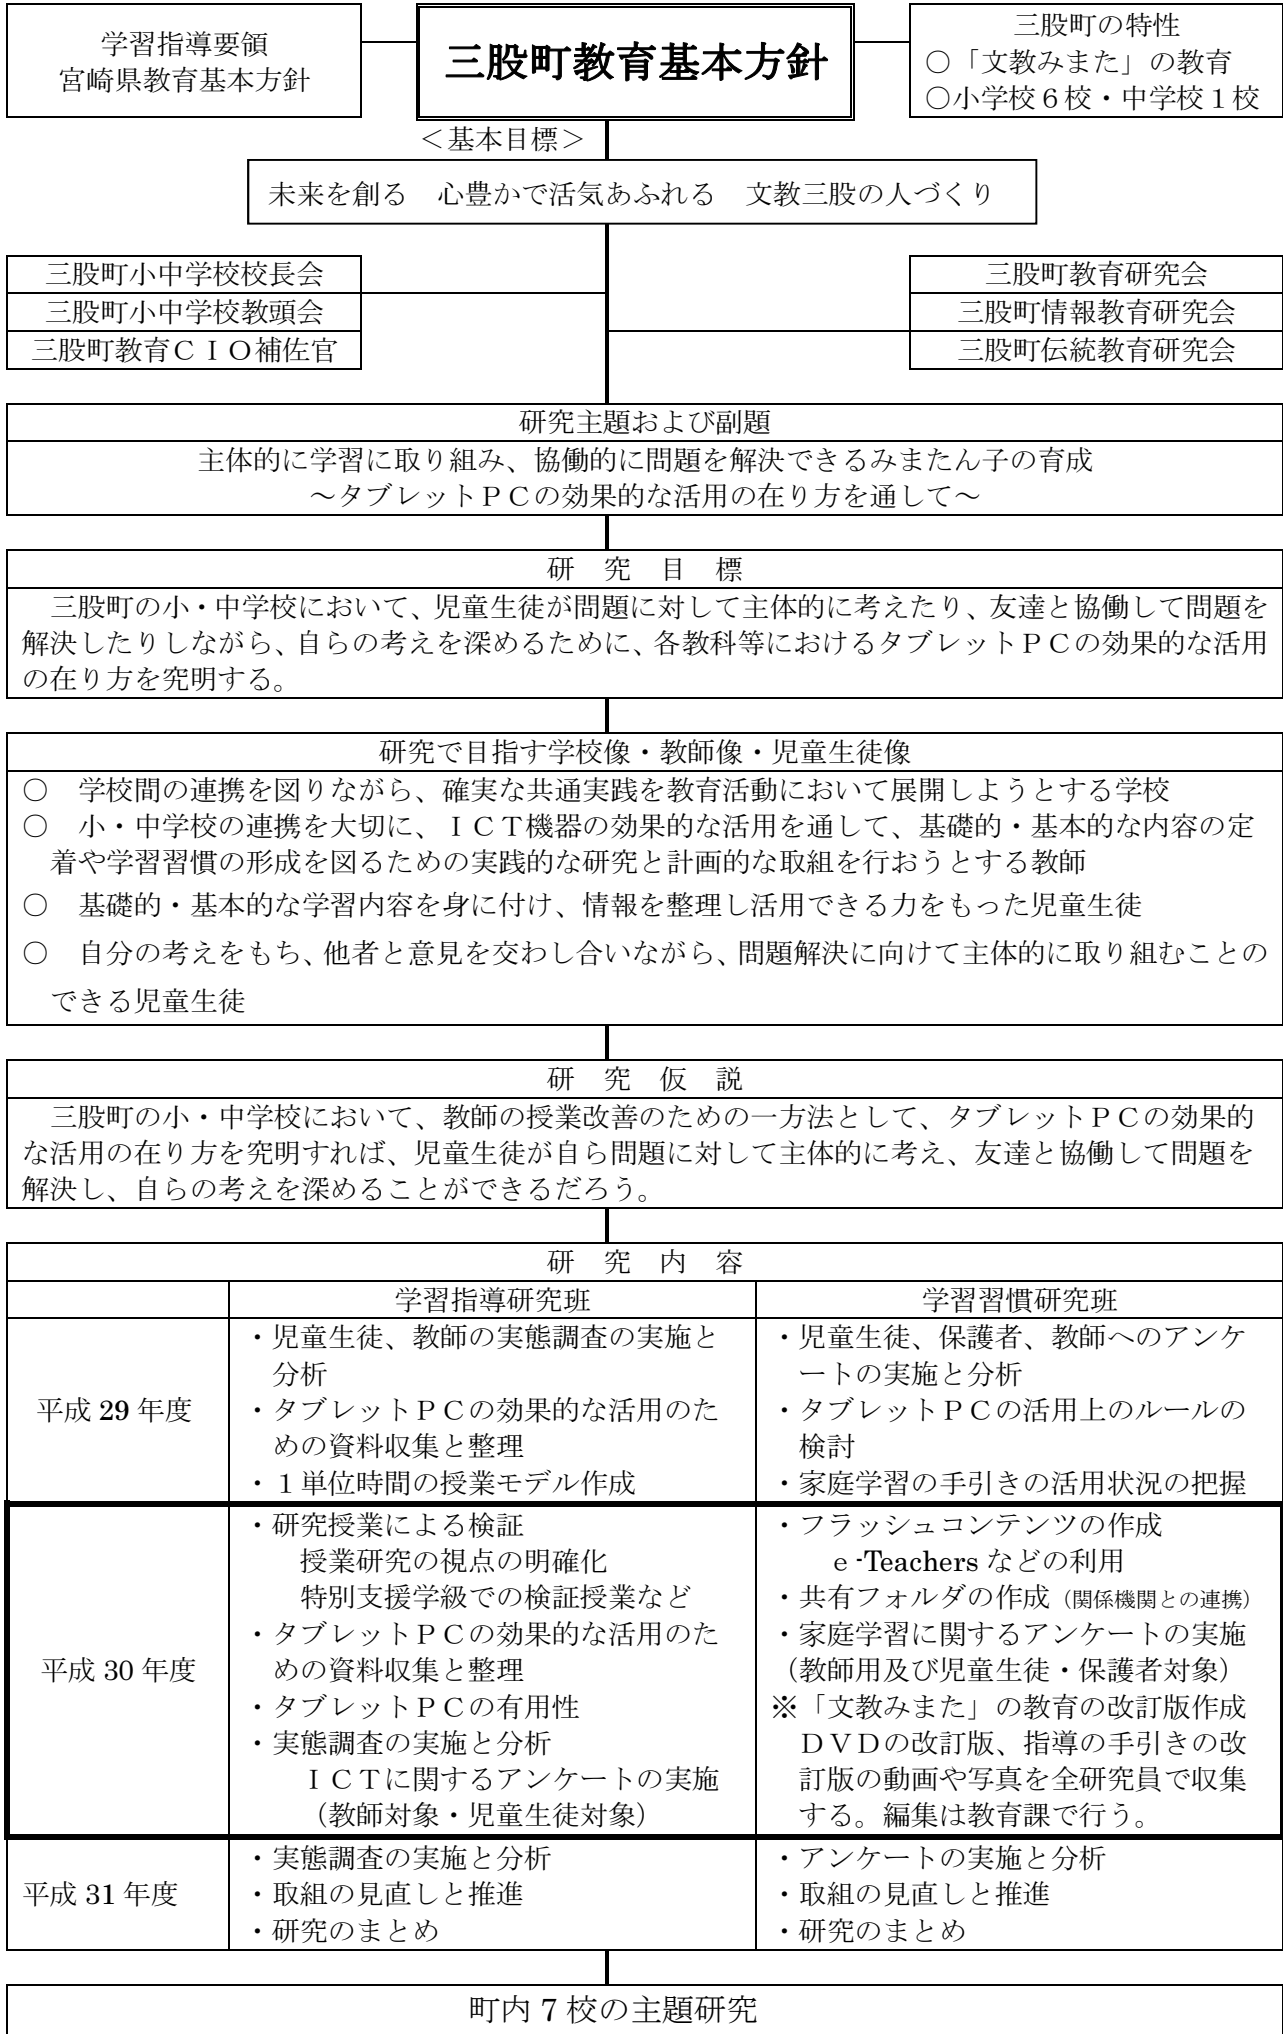 学習指導要領
宮崎県教育基本方針
三股町教育基本方針
三股町の特性
○「文教みまた」の教育
○小学校６校・中学校１校
＜基本目標＞
未来を創る　心豊かで活気あふれる　文教三股の人づくり
三股町小中学校校長会
三股町小中学校教頭会
三股町教育ＣＩＯ補佐官
三股町教育研究会
三股町情報教育研究会
三股町伝統教育研究会
研究主題および副題
主体的に学習に取り組み、協働的に問題を解決できるみまたん子の育成
～タブレットＰＣの効果的な活用の在り方を通して～
研　究　目　標
三股町の小・中学校において、児童生徒が問題に対して主体的に考えたり、友達と協働して問題を
解決したりしながら、自らの考えを深めるために、各教科等におけるタブレットＰＣの効果的な活用
の在り方を究明する。
研究で目指す学校像・教師像・児童生徒像
○　学校間の連携を図りながら、確実な共通実践を教育活動において展開しようとする学校
○　小・中学校の連携を大切に、ＩＣＴ機器の効果的な活用を通して、基礎的・基本的な内容の定
着や学習習慣の形成を図るための実践的な研究と計画的な取組を行おうとする教師
○　基礎的・基本的な学習内容を身に付け、情報を整理し活用できる力をもった児童生徒
○　自分の考えをもち、他者と意見を交わし合いながら、問題解決に向けて主体的に取り組むことの
できる児童生徒
研　究　仮　説
三股町の小・中学校において、教師の授業改善のための一方法として、タブレットＰＣの効果的
な活用の在り方を究明すれば、児童生徒が自ら問題に対して主体的に考え、友達と協働して問題を
解決し、自らの考えを深めることができるだろう。
研　究　内　容
学習指導研究班
学習習慣研究班
平成 29 年度
・児童生徒、教師の実態調査の実施と
分析
・タブレットＰＣの効果的な活用のた
めの資料収集と整理
・１単位時間の授業モデル作成
・児童生徒、保護者、教師へのアンケ
ートの実施と分析
・タブレットＰＣの活用上のルールの
検討
・家庭学習の手引きの活用状況の把握
平成 30 年度
・研究授業による検証
授業研究の視点の明確化
特別支援学級での検証授業など
・タブレットＰＣの効果的な活用のた
めの資料収集と整理
・タブレットＰＣの有用性
・実態調査の実施と分析
ＩＣＴに関するアンケートの実施
（教師対象・児童生徒対象）
・フラッシュコンテンツの作成
ｅ-Teachers などの利用
・共有フォルダの作成（関係機関との連携）
・家庭学習に関するアンケートの実施
（教師用及び児童生徒・保護者対象）
※「文教みまた」の教育の改訂版作成
ＤＶＤの改訂版、指導の手引きの改
訂版の動画や写真を全研究員で収集
する。編集は教育課で行う。
平成 31 年度
・実態調査の実施と分析
・取組の見直しと推進
・研究のまとめ
・アンケートの実施と分析
・取組の見直しと推進
・研究のまとめ
町内 7 校の主題研究